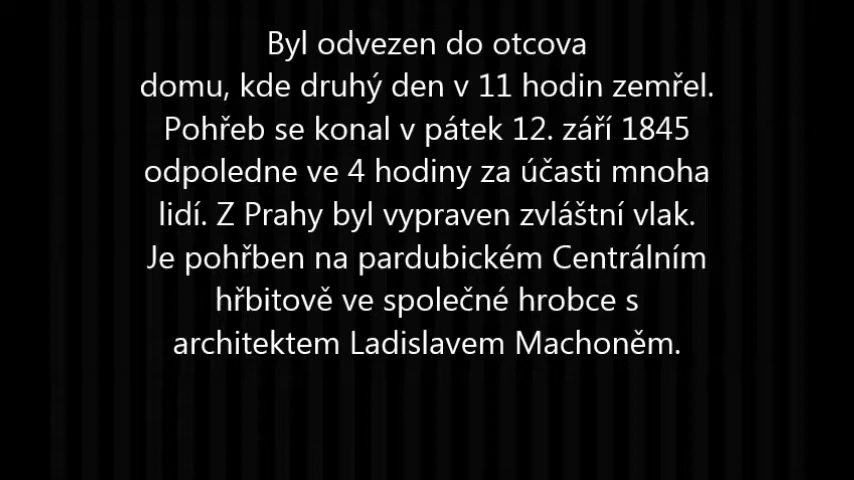 Byl odvezen do otcova
domu, kde druhý den v 11 hodin zemřel.
Pohřeb se konal v pátek 12. září 1845
odpoledne ve 4 hodiny za účasti mnoha
lidí. Z Prahy byl vypraven zvláštní vlak.
Je pohřben na pardubickém Centrálním
hřbitově ve společné hrobce s
architektem Ladislavem Machoněm.